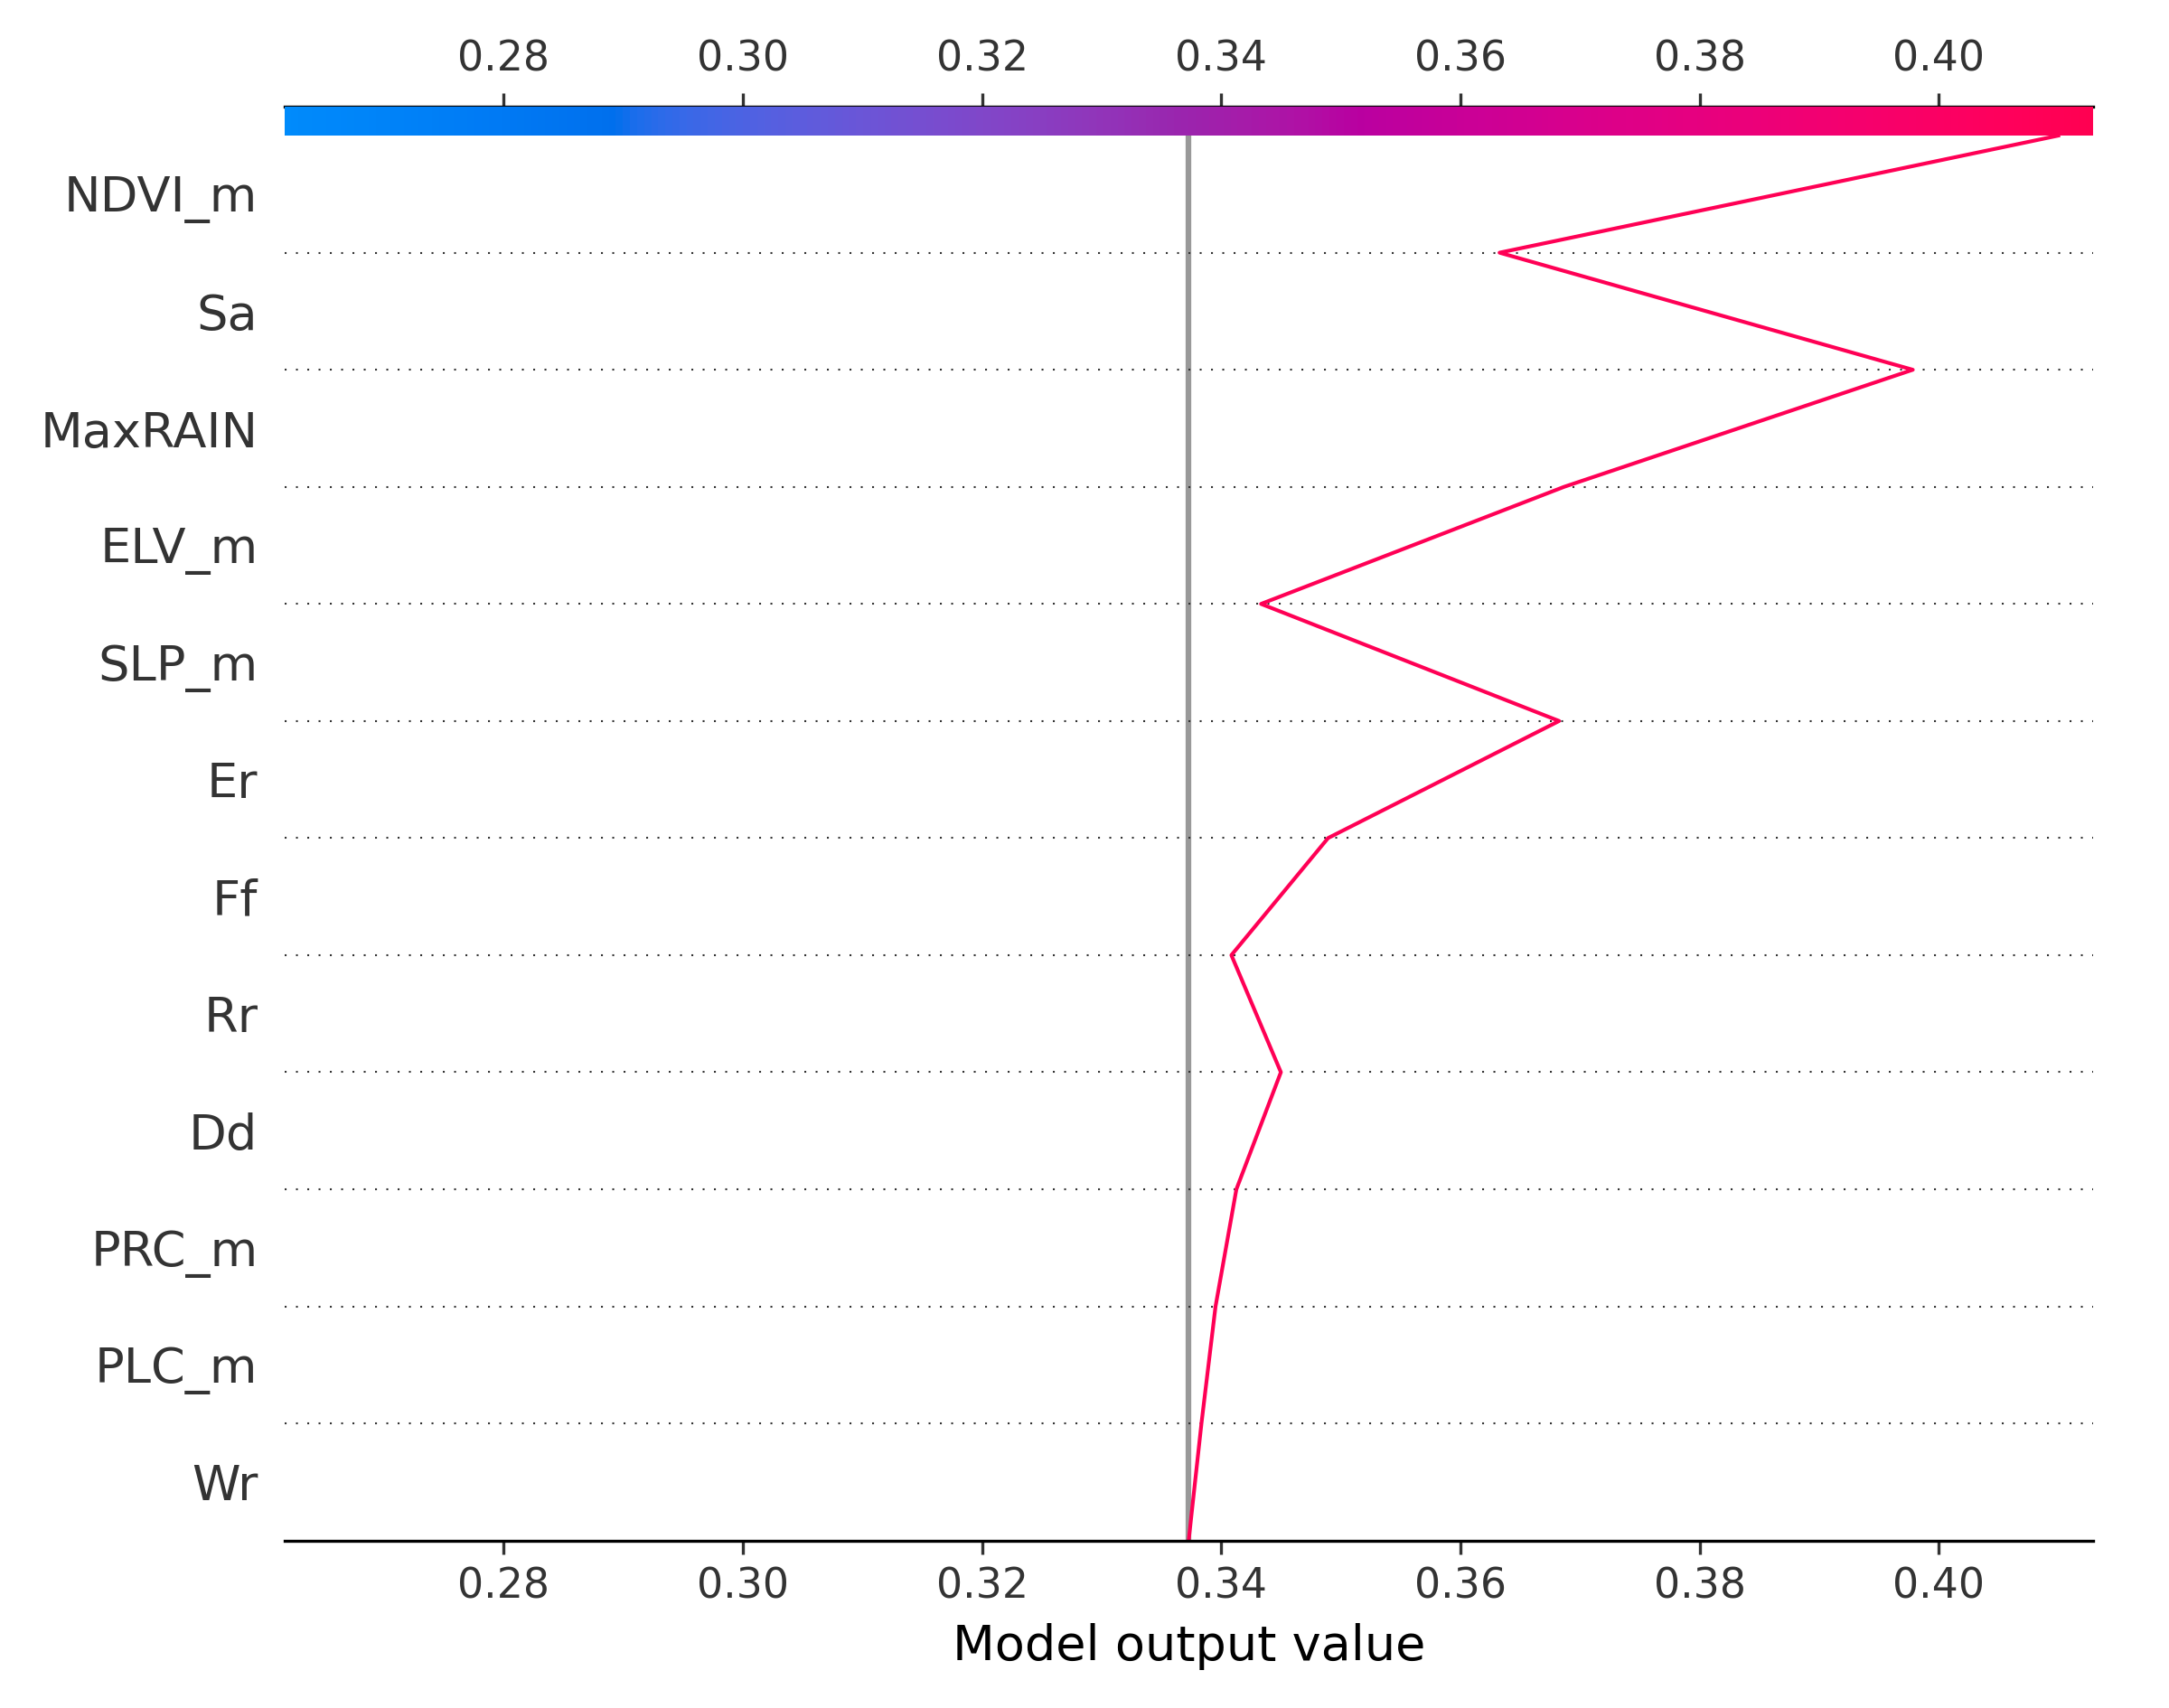 0.28 0.30 0.32 0.34 0.36 0.38 0.40
NDVI_m
Sa
MaxRAIN
ELV_m
SLP_m
Er
Ff
Rr
Dd
PRC_m
PLC_m
Wr
0.28 0.30 0.32 0.34 0.36 0.38 0.40
Model output value